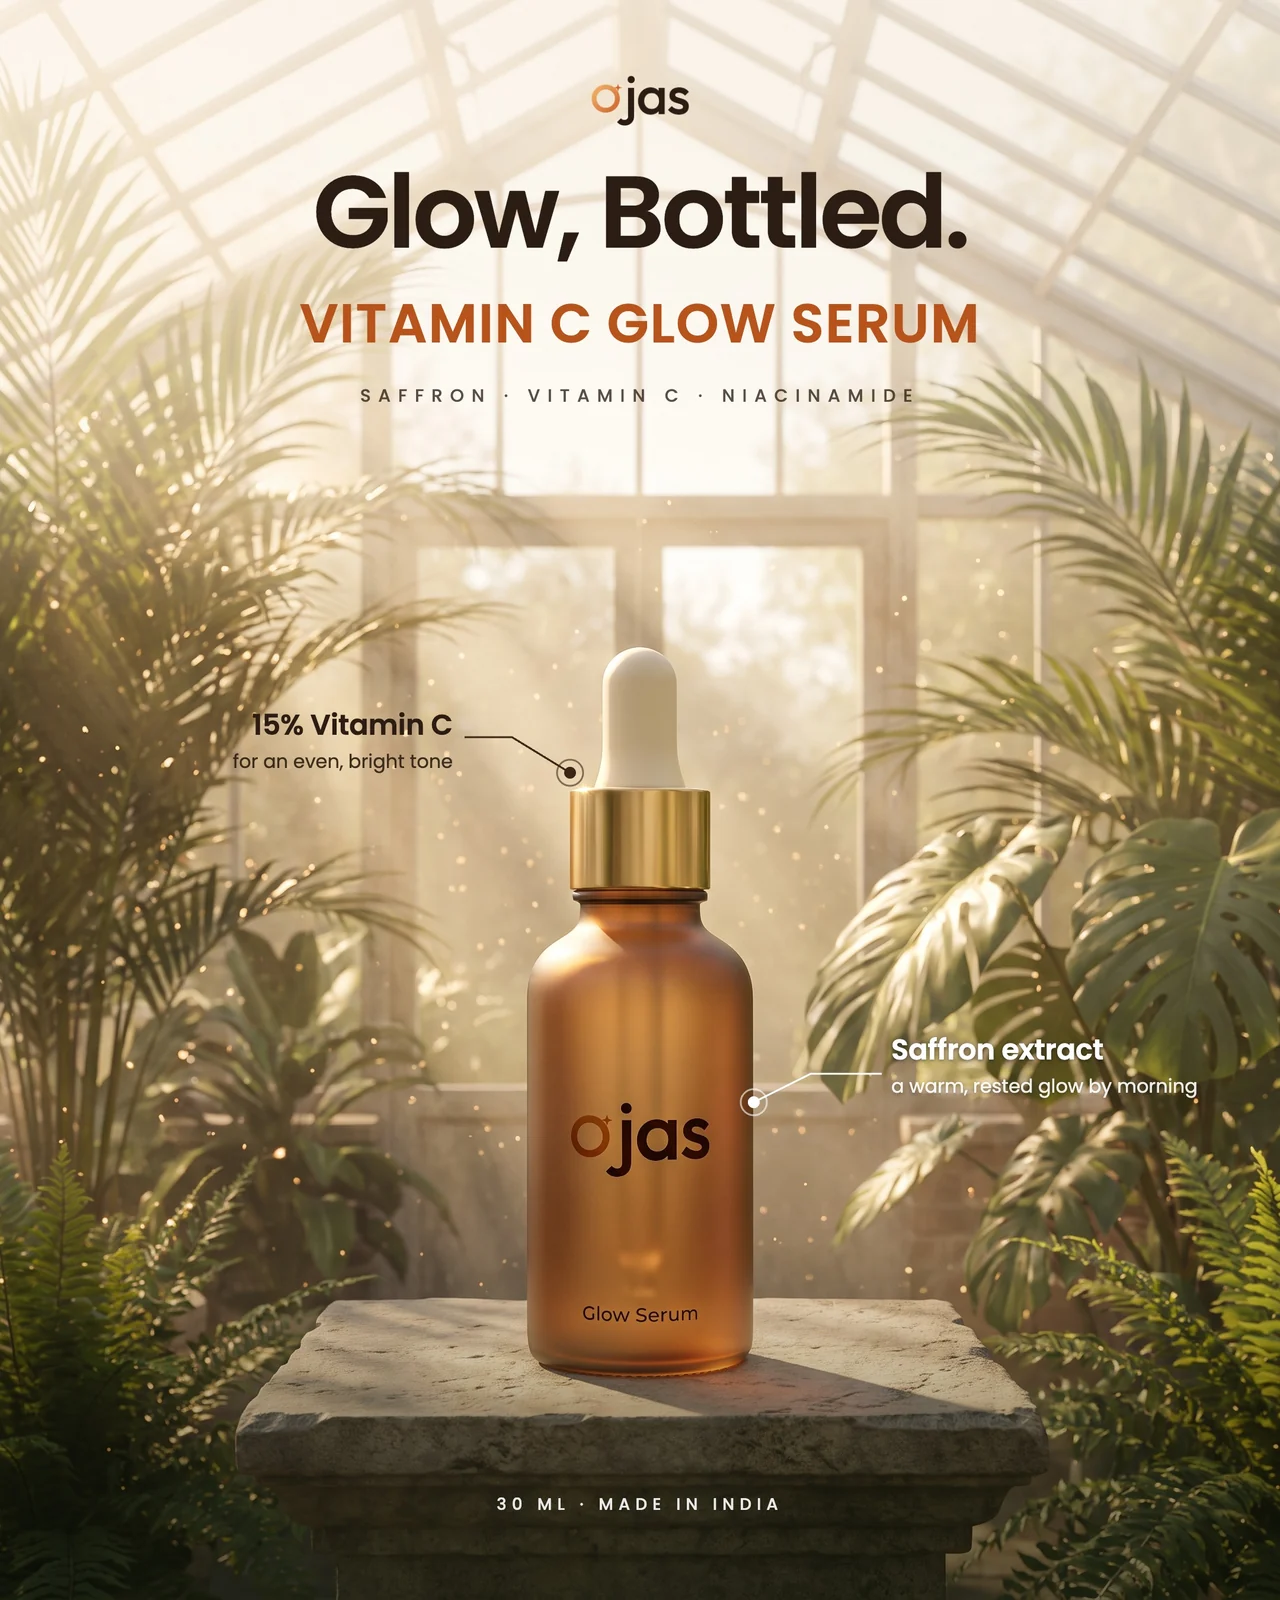 ojas
Glow, Bottled.
VITAMIN C GLOW SERUM
SAFFRON · VITAMIN C · NIACINAMIDE
15% Vitamin C
for an even, bright tone
Saffron extract
a warm, rested glow by morning
ojas
Glow Serum
30 ML · MADE IN INDIA